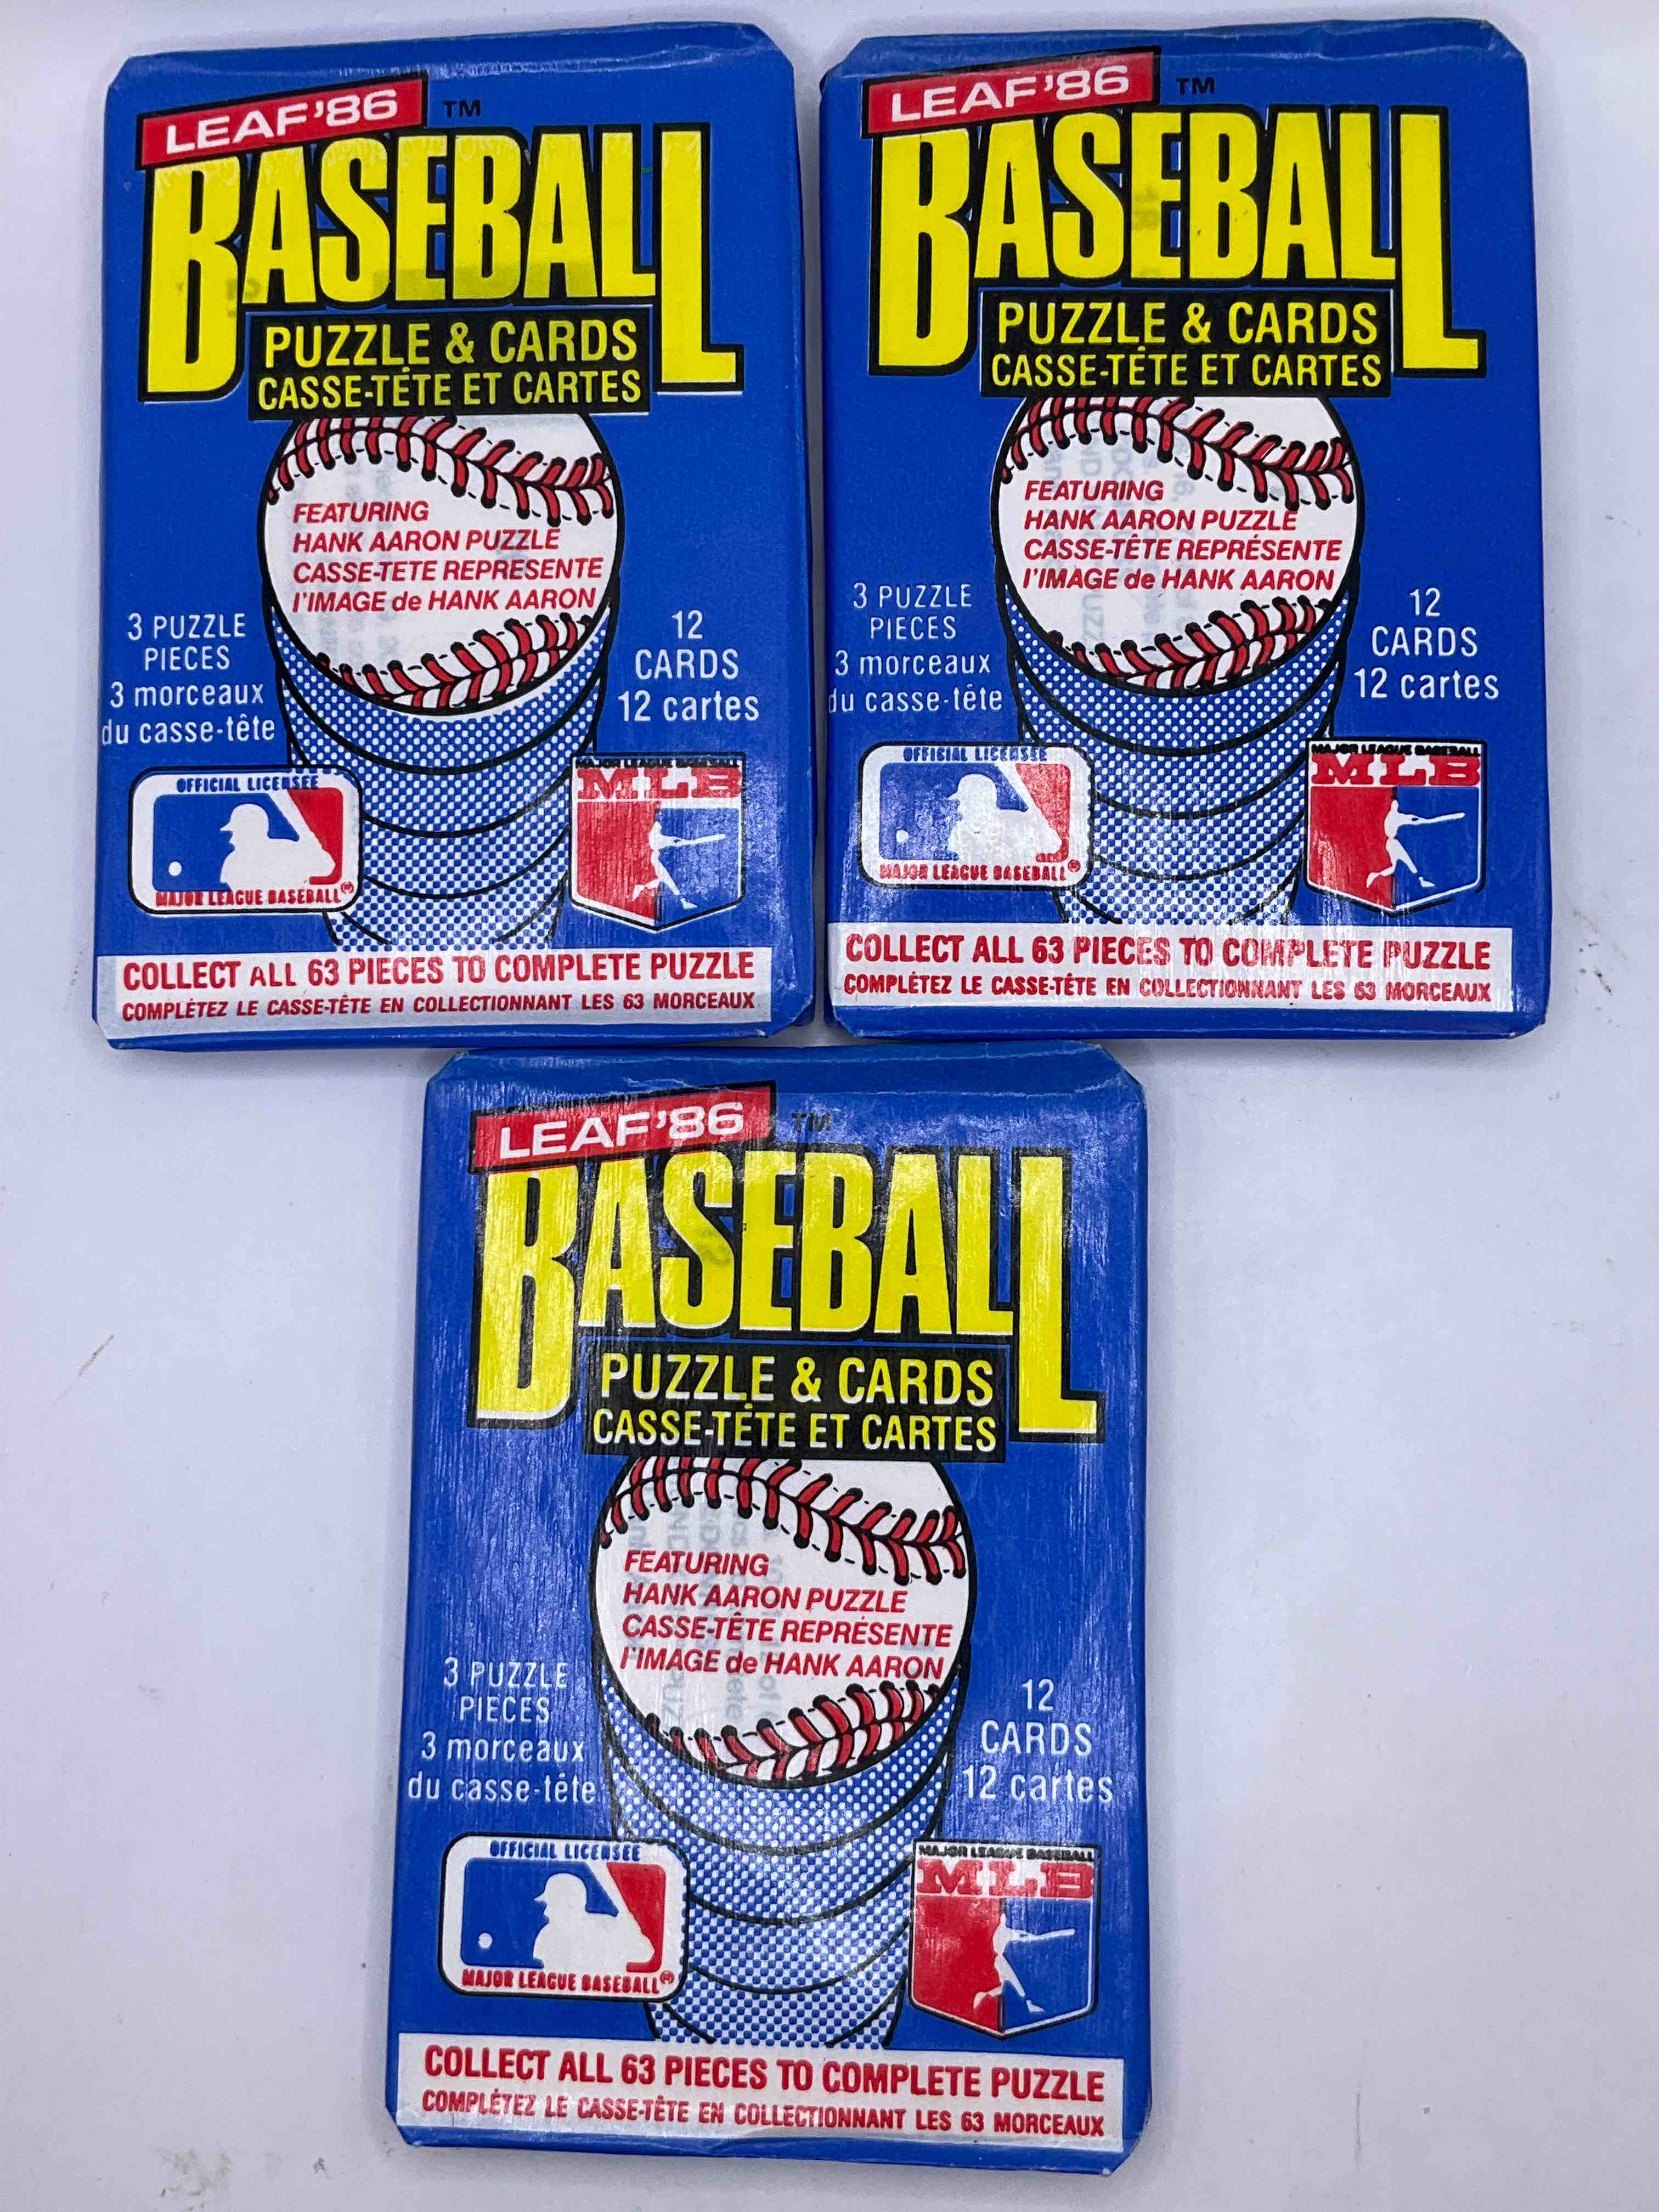 LEAF'86 TM
BASEBALL
PUZZLE & CARDS
CASSE-TÊTE ET CARTES
FEATURING
HANK AARON PUZZLE
CASSE-TETE REPRESENTE
l'IMAGE de HANK AARON
3 PUZZLE
PIECES
3 morceaux
du casse-tête
12
CARDS
12 cartes
OFFICIAL LICENSEE
MAJOR LEAGUE BASEBALL®
MAJOR LEAGUE BASEBALL
MLB
COLLECT ALL 63 PIECES TO COMPLETE PUZZLE
COMPLÉTEZ LE CASSE-TÊTE EN COLLECTIONNANT LES 63 MORCEAUX
LEAF'86 TM
BASEBALL
PUZZLE & CARDS
CASSE-TÊTE ET CARTES
FEATURING
HANK AARON PUZZLE
CASSE-TÊTE REPRÉSENTE
l'IMAGE de HANK AARON
3 PUZZLE
PIECES
3 morceaux
du casse-tête
12
CARDS
12 cartes
OFFICIAL LICENSEE
MAJOR LEAGUE BASEBALL®
MAJOR LEAGUE BASEBALL
MLB
COLLECT ALL 63 PIECES TO COMPLETE PUZZLE
COMPLÉTEZ LE CASSE-TÊTE EN COLLECTIONNANT LES 63 MORCEAUX
LEAF'86 TM
BASEBALL
PUZZLE & CARDS
CASSE-TÊTE ET CARTES
FEATURING
HANK AARON PUZZLE
CASSE-TÊTE REPRÉSENTE
l'IMAGE de HANK AARON
3 PUZZLE
PIECES
3 morceaux
du casse-tête
12
CARDS
12 cartes
OFFICIAL LICENSEE
MAJOR LEAGUE BASEBALL®
MAJOR LEAGUE BASEBALL
MLB
COLLECT ALL 63 PIECES TO COMPLETE PUZZLE
COMPLÉTEZ LE CASSE-TÊTE EN COLLECTIONNANT LES 63 MORCEAUX